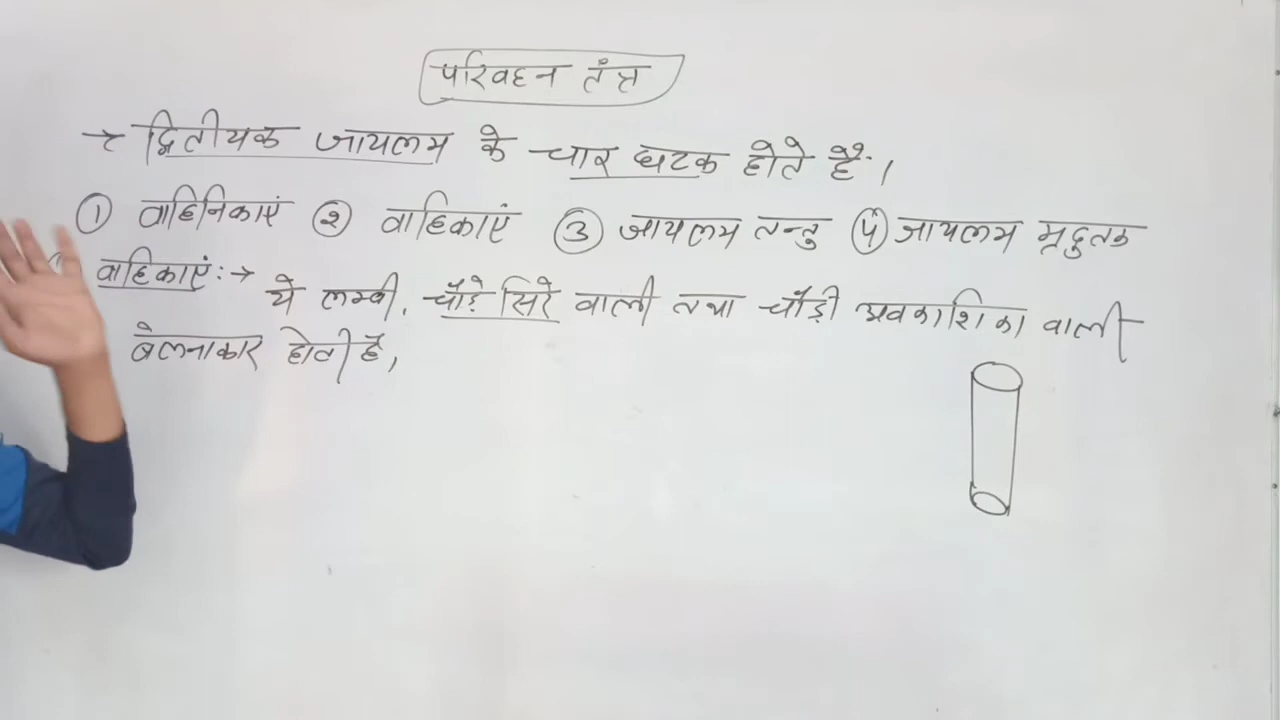 परिवहन तंत्र
→ द्वितीयक जायलम के चार घटक होते हैं।
① वाहिनिकाएं ② वाहिकाएं ③ जायलम तन्तु ④ जायलम मृदुतक
वाहिकाएं :→ ये लम्बी, चौड़े सिरे वाली तथा चौड़ी अवकाशिका वाली
बेलनाकार होती है,